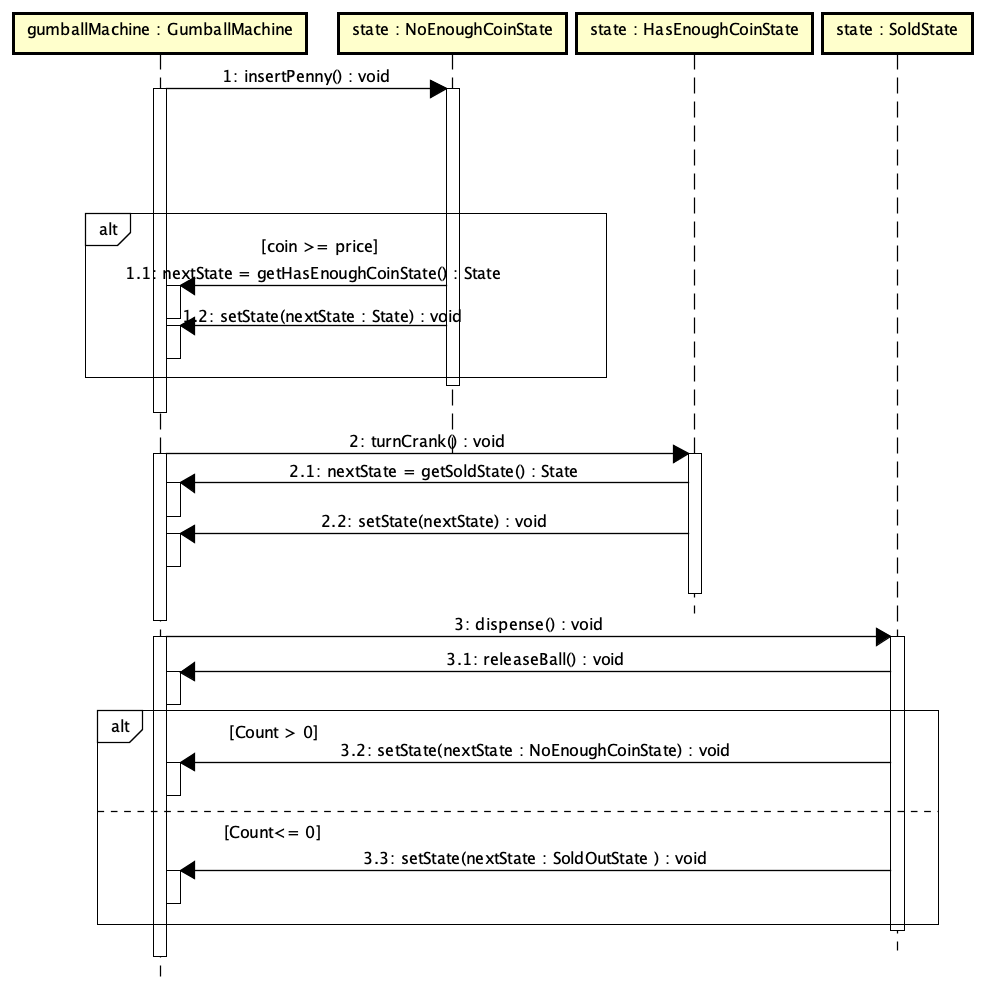 gumballMachine : GumballMachine
state : NoEnoughCoinState
state : HasEnoughCoinState
state : SoldState
1: insertPenny() : void
alt
[coin >= price]
1.1: nextState = getHasEnoughCoinState() : State
1.2: setState(nextState : State) : void
2: turnCrank() : void
2.1: nextState = getSoldState() : State
2.2: setState(nextState) : void
3: dispense() : void
3.1: releaseBall() : void
alt
[Count > 0]
3.2: setState(nextState : NoEnoughCoinState) : void
[Count<= 0]
3.3: setState(nextState : SoldOutState ) : void